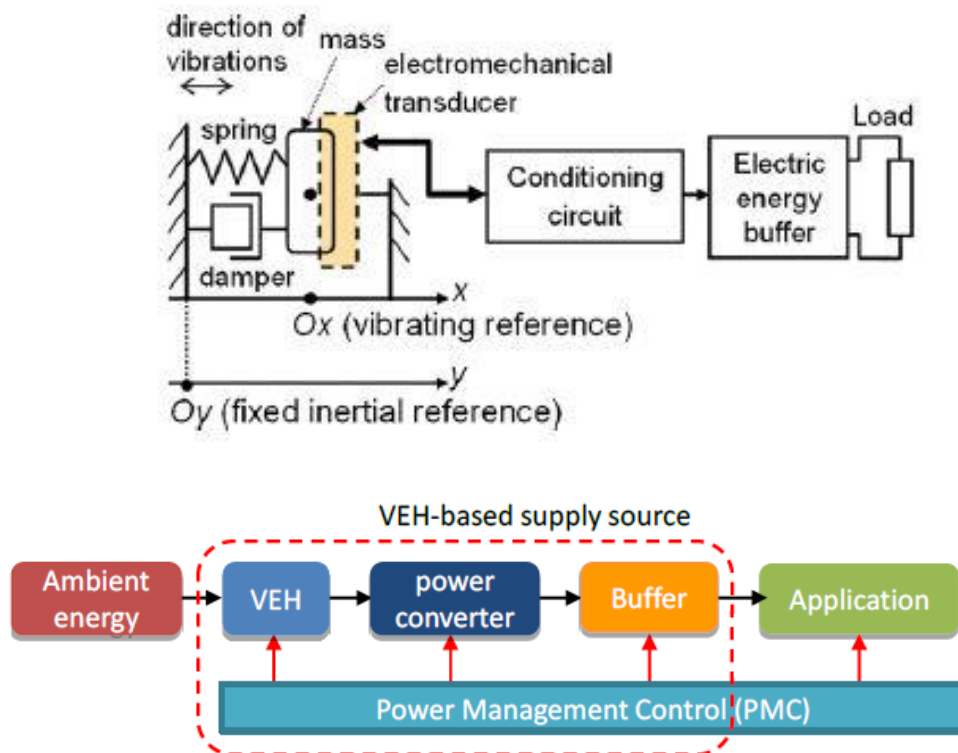 direction of
vibrations
mass
electromechanical
transducer
spring
damper
Conditioning
circuit
Electric
energy
buffer
Load
x
Ox (vibrating reference)
y
Oy (fixed inertial reference)
VEH-based supply source
Ambient
energy
VEH
power
converter
Buffer
Application
Power Management Control (PMC)